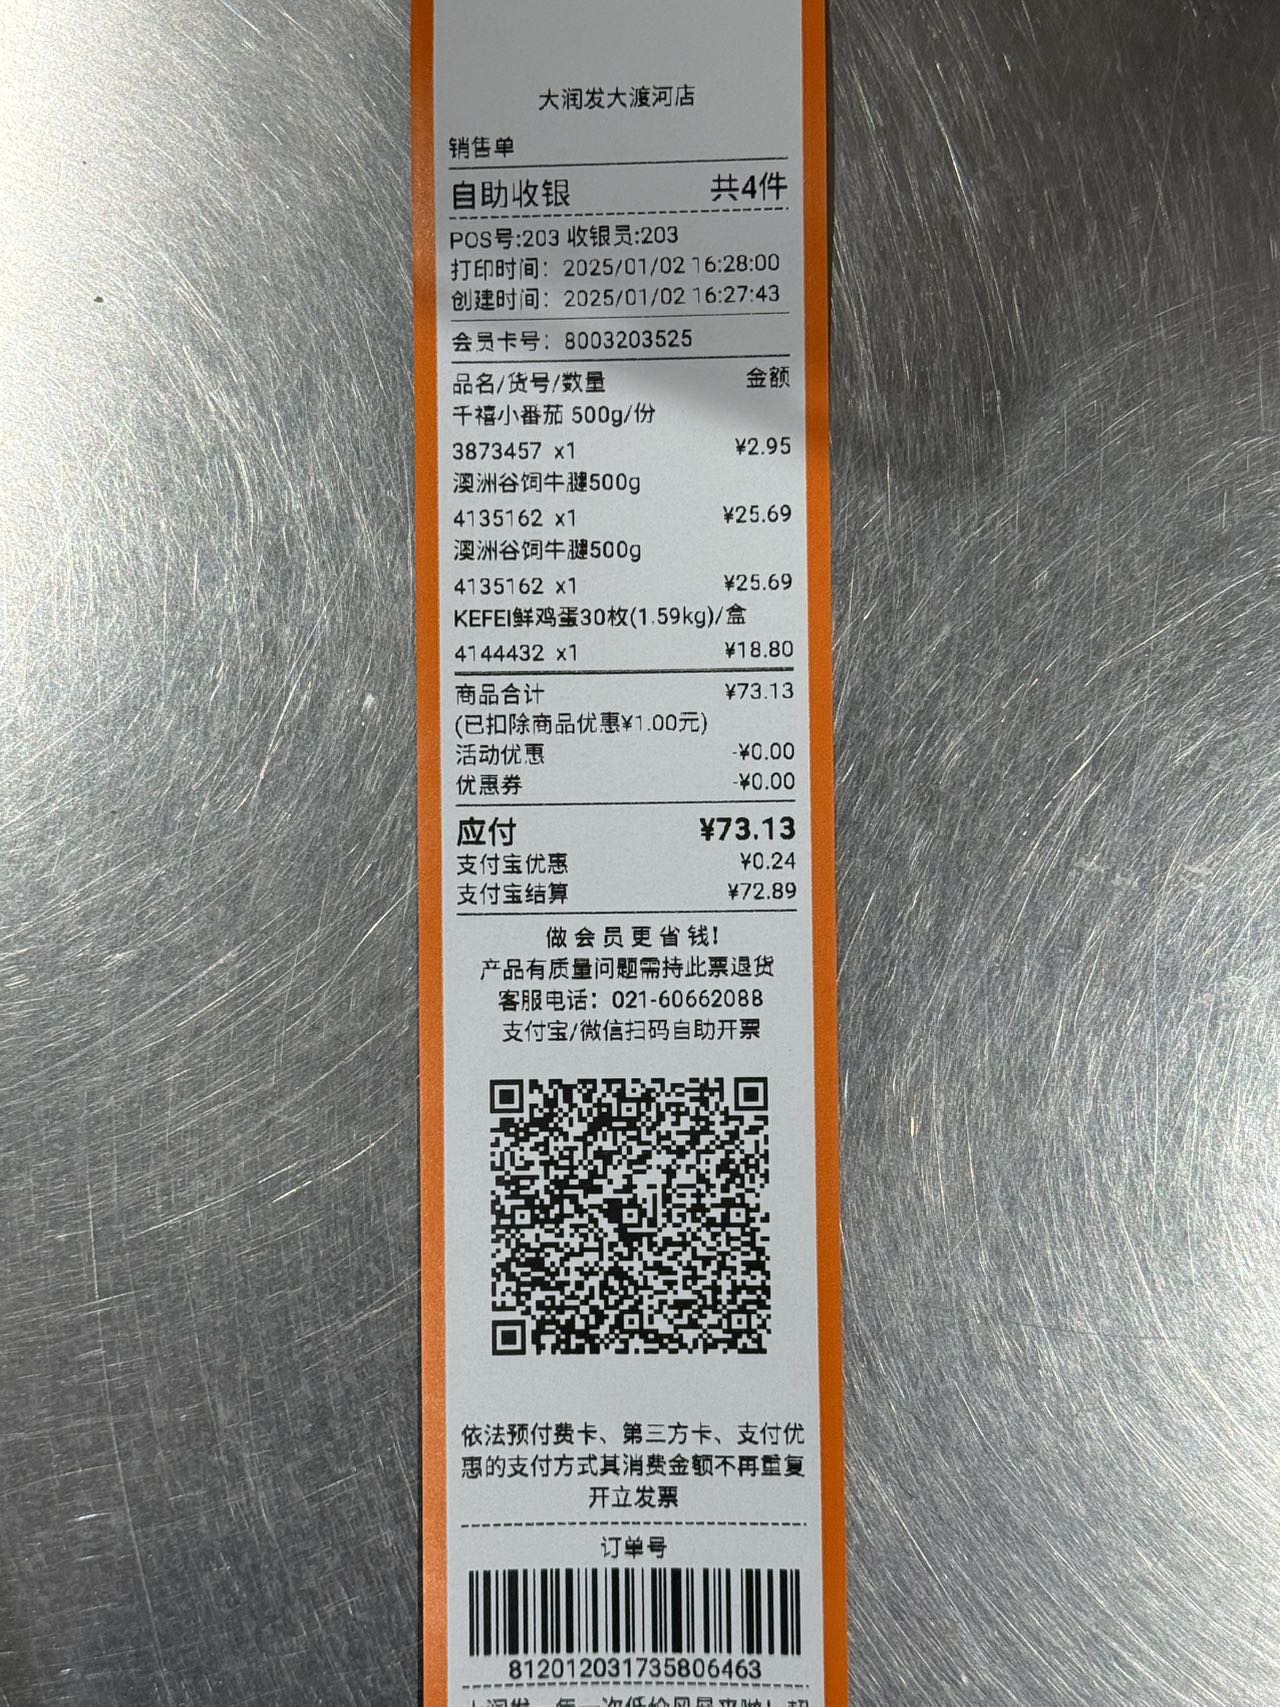 大润发大渡河店
销售单
自助收银 共4件
POS号:203 收银员:203
打印时间： 2025/01/02 16:28:00
创建时间： 2025/01/02 16:27:43
会员卡号： 8003203525
品名/货号/数量 金额
千禧小番茄 500g/份
3873457 x1 ¥2.95
澳洲谷饲牛腱500g
4135162 x1 ¥25.69
澳洲谷饲牛腱500g
4135162 x1 ¥25.69
KEFEI鲜鸡蛋30枚(1.59kg)/盒
4144432 x1 ¥18.80
商品合计 ¥73.13
(已扣除商品优惠¥1.00元)
活动优惠 -¥0.00
优惠券 -¥0.00
应付 ¥73.13
支付宝优惠 ¥0.24
支付宝结算 ¥72.89
做会员更省钱!
产品有质量问题需持此票退货
客服电话： 021-60662088
支付宝/微信扫码自助开票
依法预付费卡、第三方卡、支付优
惠的支付方式其消费金额不再重复
开立发票
订单号
812012031735806463